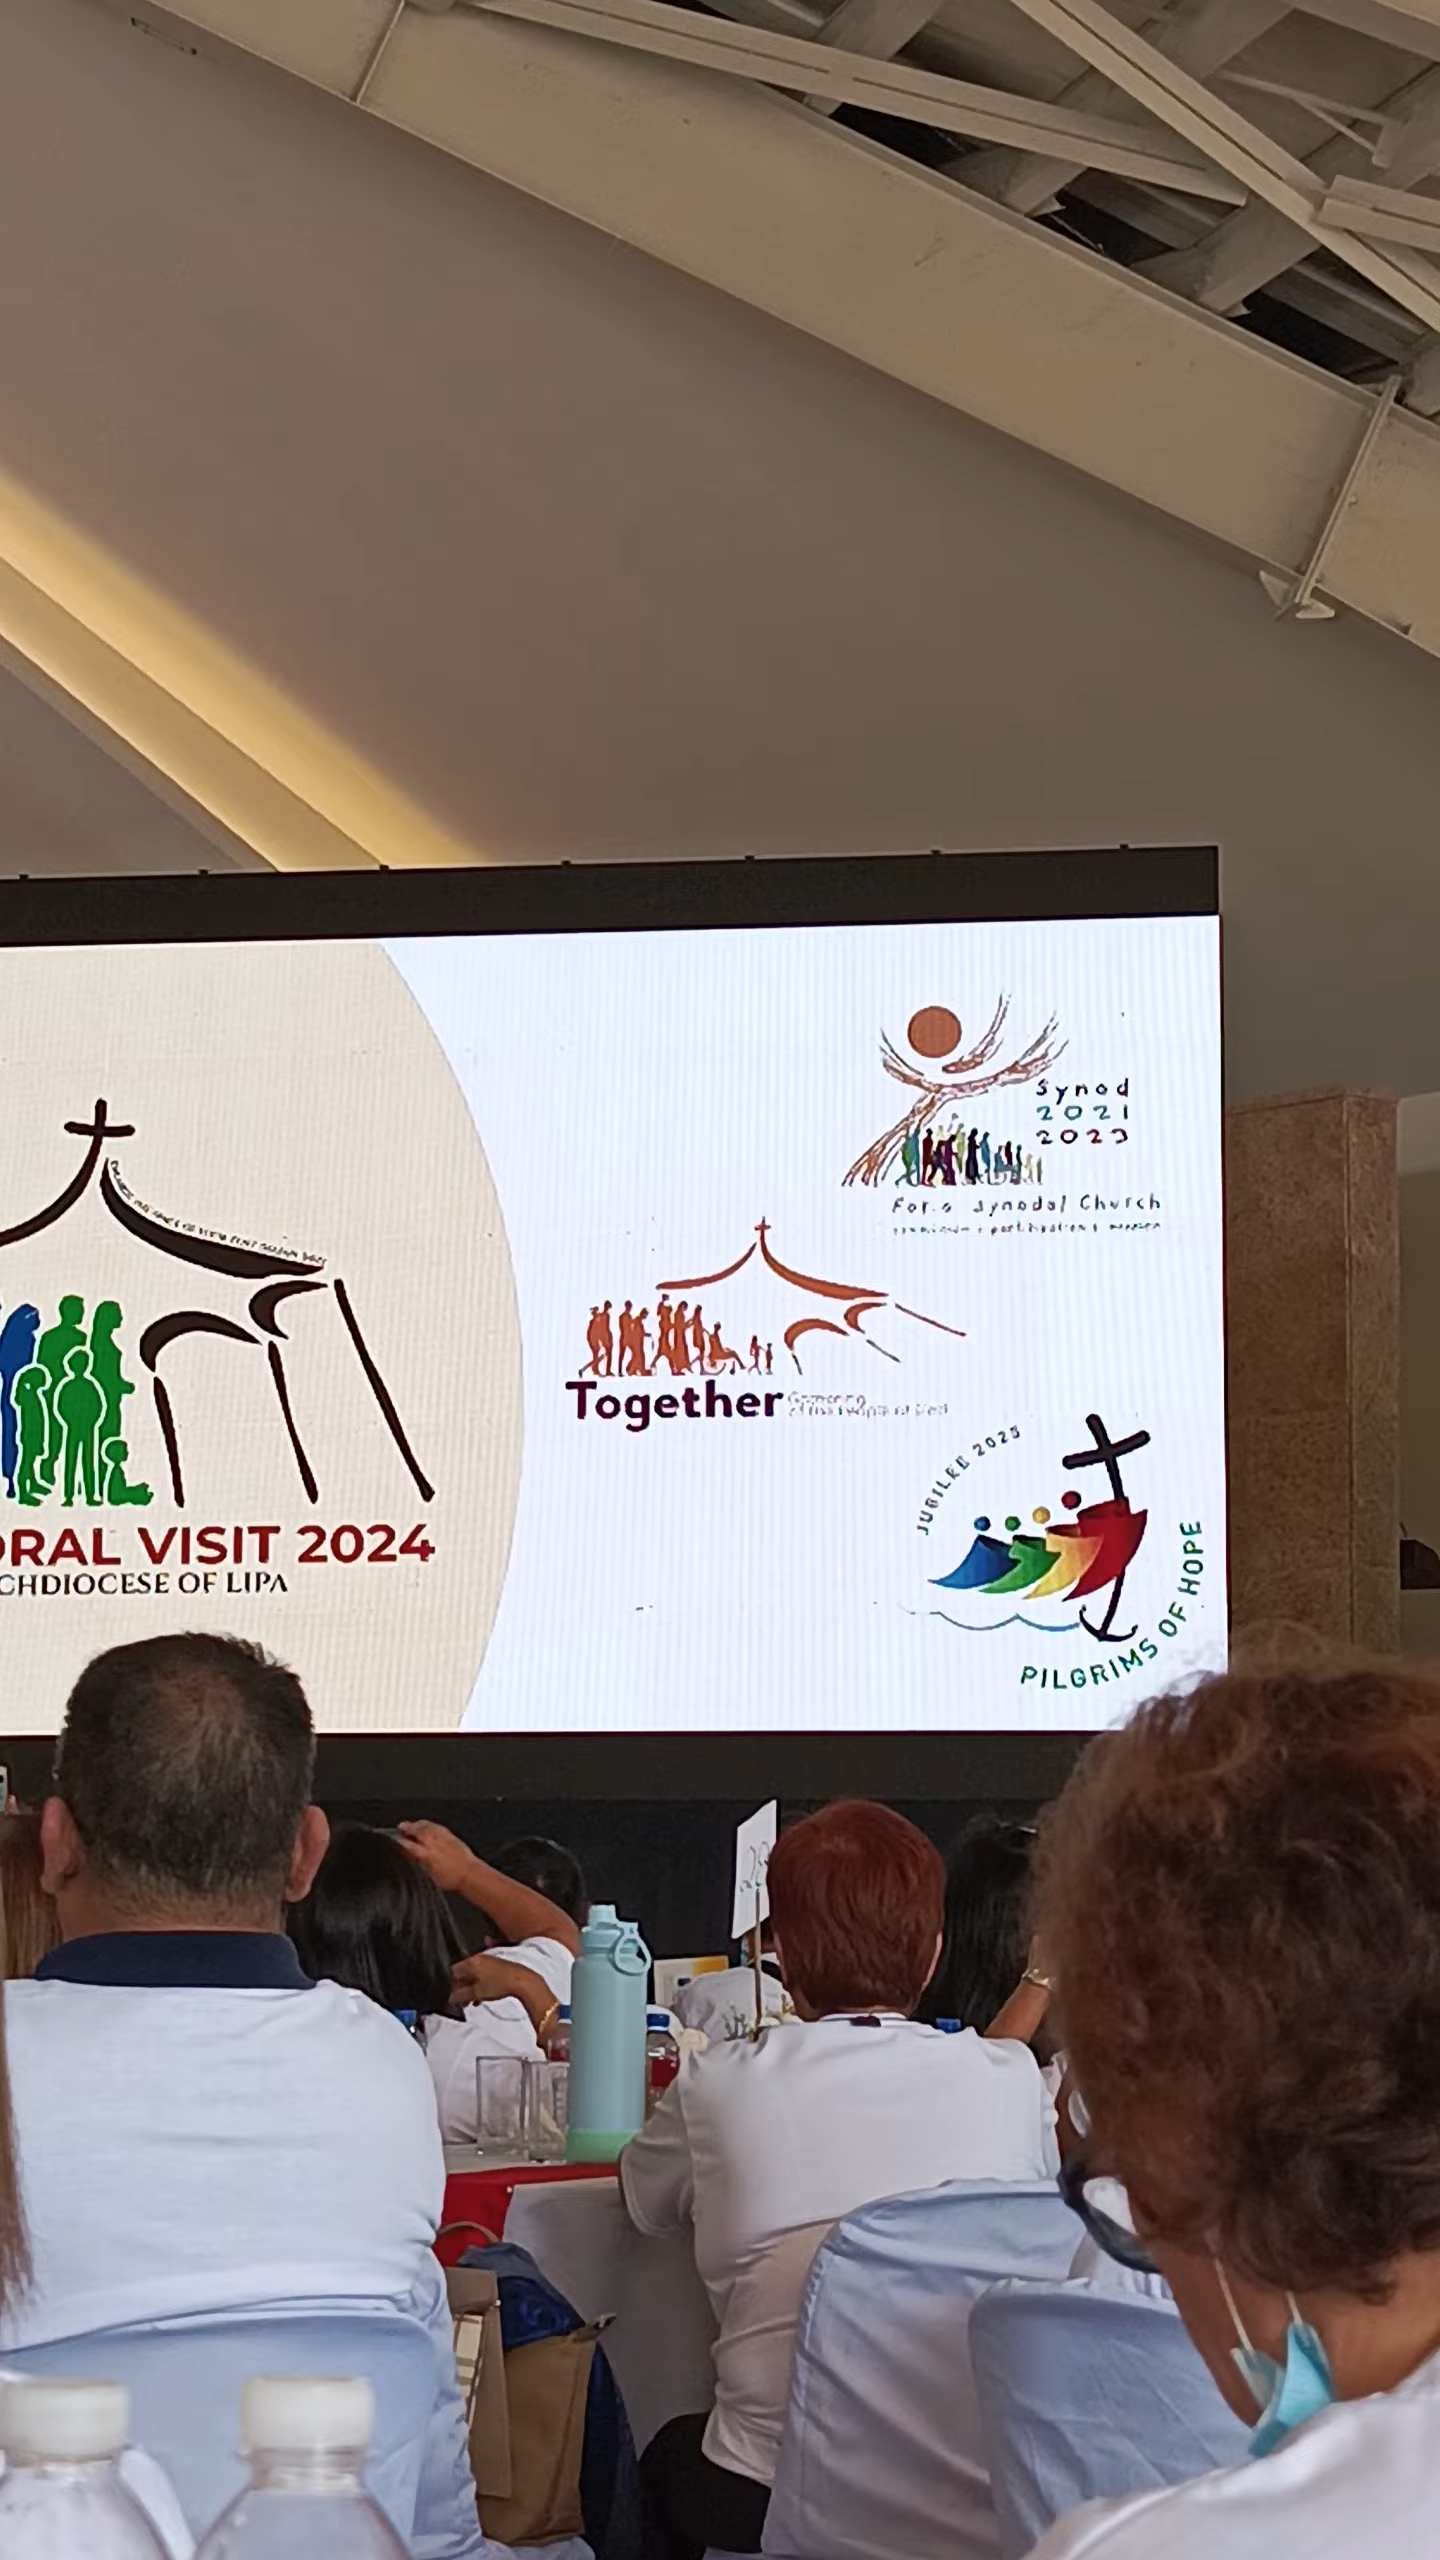 ORAL VISIT 2024
CHDIOCESE OF LIPA
Synod
2021
2023
For a Synodal Church
Together
JUBILEE 2025
PILGRIMS OF HOPE